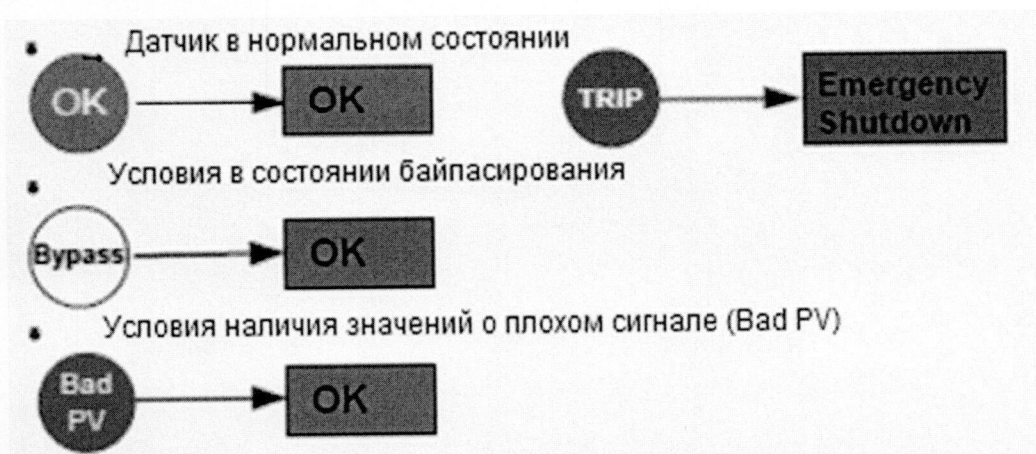 Датчик в нормальном состоянии
OK
OK
TRIP
Emergency
Shutdown
Условия в состоянии байпасирования
Bypass
OK
Условия наличия значений о плохом сигнале (Bad PV)
Bad
PV
OK